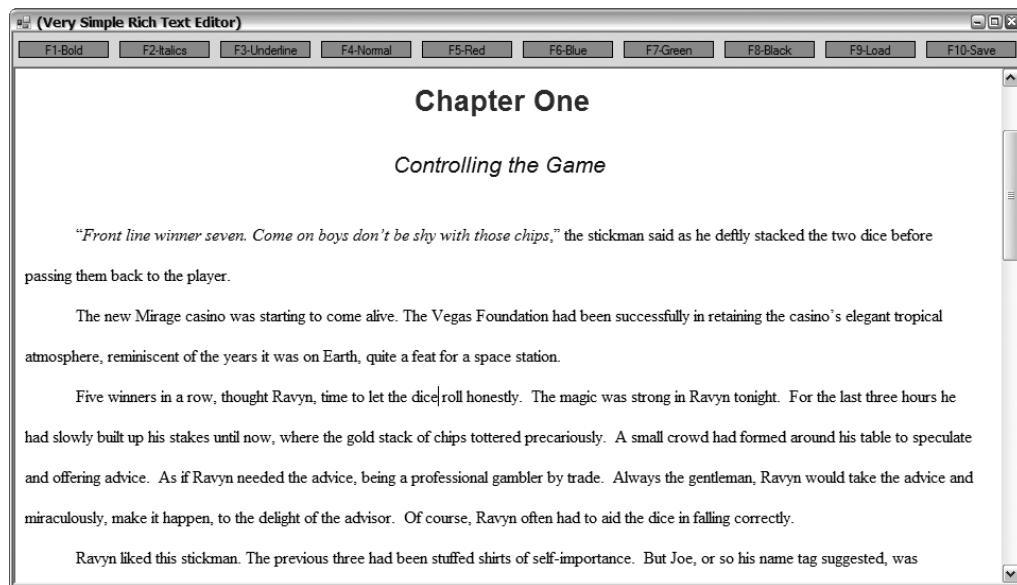 (Very Simple Rich Text Editor)
F1-Bold F2-Italics F3-Underline F4-Normal F5-Red F6-Blue F7-Green F8-Black F9-Load F10-Save
Chapter One
Controlling the Game
“Front line winner seven. Come on boys don’t be shy with those chips,” the stickman said as he deftly stacked the two dice before
passing them back to the player.
The new Mirage casino was starting to come alive. The Vegas Foundation had been successfully in retaining the casino’s elegant tropical
atmosphere, reminiscent of the years it was on Earth, quite a feat for a space station.
Five winners in a row, thought Ravyn, time to let the dice roll honestly.  The magic was strong in Ravyn tonight.  For the last three hours he
had slowly built up his stakes until now, where the gold stack of chips tottered precariously.  A small crowd had formed around his table to speculate
and offering advice.  As if Ravyn needed the advice, being a professional gambler by trade.  Always the gentleman, Ravyn would take the advice and
miraculously, make it happen, to the delight of the advisor.  Of course, Ravyn often had to aid the dice in falling correctly.
Ravyn liked this stickman. The previous three had been stuffed shirts of self-importance.  But Joe, or so his name tag suggested, was